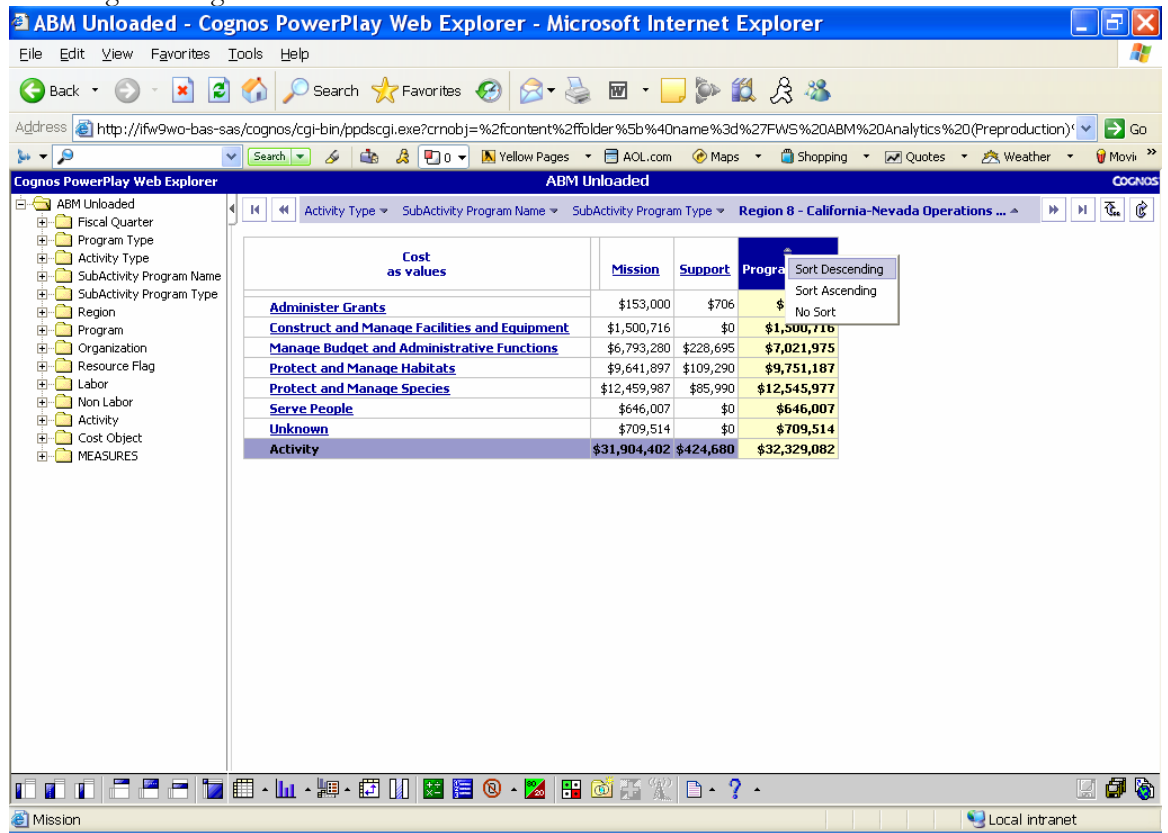 ABM Unloaded - Cognos PowerPlay Web Explorer - Microsoft Internet Explorer
File Edit View Favorites Tools Help
Back Search Favorites
Address http://ifw9wo-bas-sas/cognos/cgi-bin/ppdscgi.exe?crnobj=%2fcontent%2ffolder%5b%40name%3d%27FWS%20ABM%20Analytics%20(Preproduction)% Go
Search 0 Yellow Pages AOL.com Maps Shopping Quotes Weather Movi »
Cognos PowerPlay Web Explorer ABM Unloaded COGNOS
Activity Type SubActivity Program Name SubActivity Program Type Region 8 - California-Nevada Operations ...
ABM Unloaded
Fiscal Quarter
Program Type
Activity Type
SubActivity Program Name
SubActivity Program Type
Region
Program
Organization
Resource Flag
Labor
Non Labor
Activity
Cost Object
MEASURES
Cost
as values Mission Support Progra
Sort Descending
Sort Ascending
No Sort
Administer Grants $153,000 $706 $
Construct and Manage Facilities and Equipment $1,500,716 $0 $1,500,716
Manage Budget and Administrative Functions $6,793,280 $228,695 $7,021,975
Protect and Manage Habitats $9,641,897 $109,290 $9,751,187
Protect and Manage Species $12,459,987 $85,990 $12,545,977
Serve People $646,007 $0 $646,007
Unknown $709,514 $0 $709,514
Activity $31,904,402 $424,680 $32,329,082
Mission Local intranet